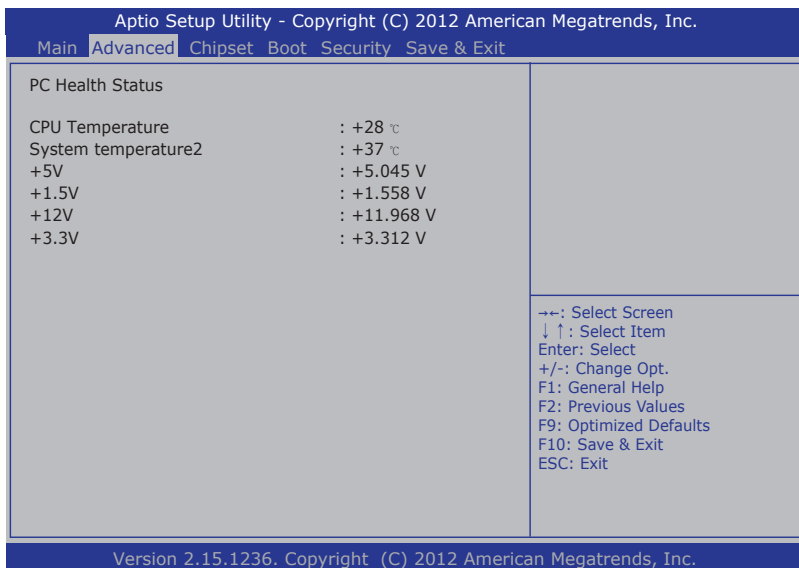 Aptio Setup Utility - Copyright (C) 2012 American Megatrends, Inc.
Main Advanced Chipset Boot Security Save & Exit
PC Health Status
CPU Temperature : +28 ℃
System temperature2 : +37 ℃
+5V : +5.045 V
+1.5V : +1.558 V
+12V : +11.968 V
+3.3V : +3.312 V
→←: Select Screen
↓↑: Select Item
Enter: Select
+/-: Change Opt.
F1: General Help
F2: Previous Values
F9: Optimized Defaults
F10: Save & Exit
ESC: Exit
Version 2.15.1236. Copyright (C) 2012 American Megatrends, Inc.